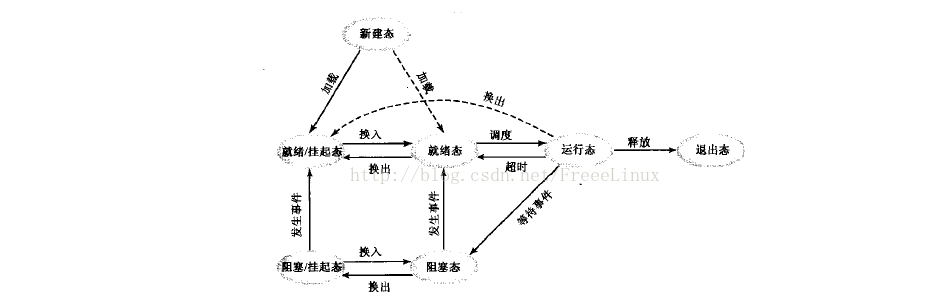 新建态
加载
加载
换出
就绪/挂起态
换入
换出
就绪态
调度
超时
运行态
释放
退出态
http://blog.csdn.net/FreeeLinux
发生事件
发生事件
等待事件
阻塞/挂起态
换入
换出
阻塞态